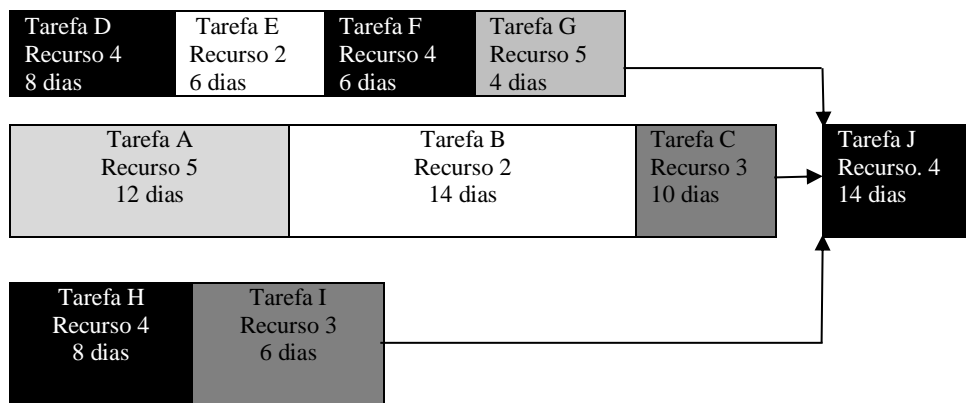 Tarefa D
Recurso 4
8 dias
Tarefa E
Recurso 2
6 dias
Tarefa F
Recurso 4
6 dias
Tarefa G
Recurso 5
4 dias
Tarefa A
Recurso 5
12 dias
Tarefa B
Recurso 2
14 dias
Tarefa C
Recurso 3
10 dias
Tarefa J
Recurso. 4
14 dias
Tarefa H
Recurso 4
8 dias
Tarefa I
Recurso 3
6 dias